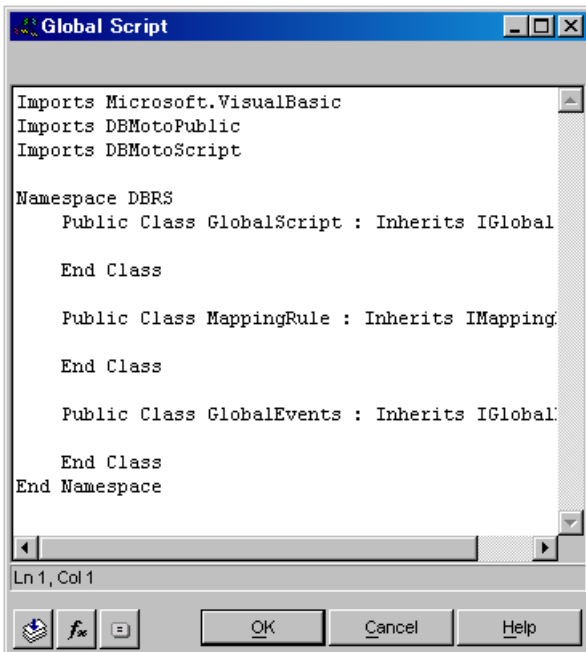 Global Script
Imports Microsoft.VisualBasic
Imports DBMotoPublic
Imports DBMotoScript
Namespace DBRS
Public Class GlobalScript : Inherits IGlobal
End Class
Public Class MappingRule : Inherits IMapping
End Class
Public Class GlobalEvents : Inherits IGlobal
End Class
End Namespace
Ln 1, Col 1
OK Cancel Help